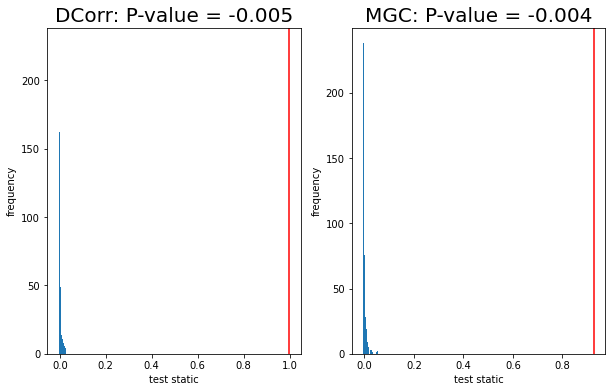 DCorr: P-value = -0.005
200
150
100
50
0
frequency
0.0 0.2 0.4 0.6 0.8 1.0
test static
MGC: P-value = -0.004
200
150
100
50
0
frequency
0.0 0.2 0.4 0.6 0.8
test static